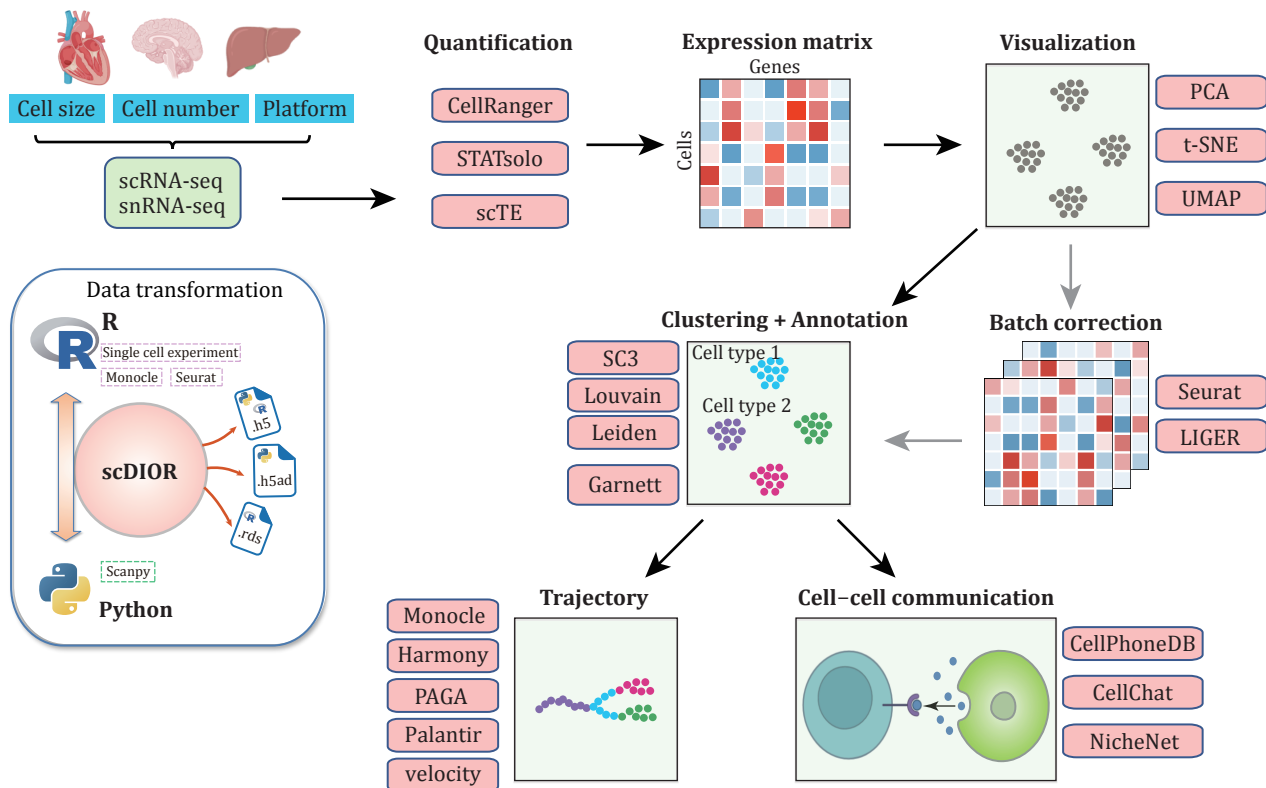 Cell size
Cell number
Platform
scRNA-seq
snRNA-seq
Quantification
CellRanger
STATsolo
scTE
Expression matrix
Genes
Cells
Visualization
PCA
t-SNE
UMAP
Data transformation
R
R
Single cell experiment
Monocle
Seurat
scDIOR
R
.h5
.h5ad
R
.rds
Scanpy
Python
Clustering + Annotation
SC3
Louvain
Leiden
Garnett
Cell type 1
Cell type 2
Batch correction
Seurat
LIGER
Trajectory
Monocle
Harmony
PAGA
Palantir
velocity
Cell–cell communication
CellPhoneDB
CellChat
NicheNet